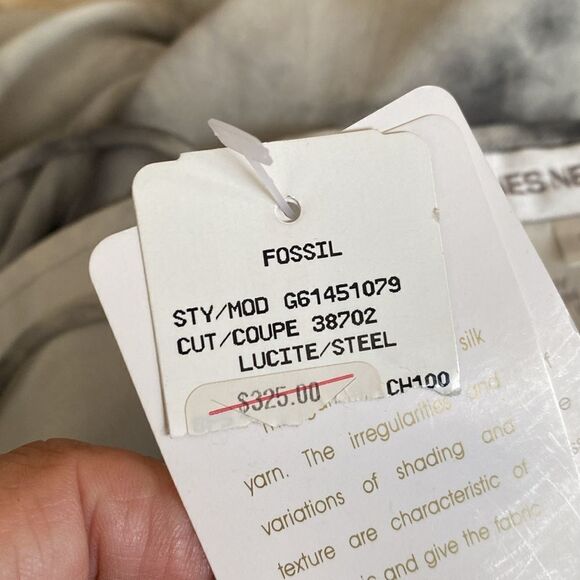 FOSSIL
STY/MOD G61451079
CUT/COUPE 38702
LUCITE/STEEL
$325.00
CH100
silk
yarn. The irregularities and
variations of shading and
texture are characteristic of
and give the fabric